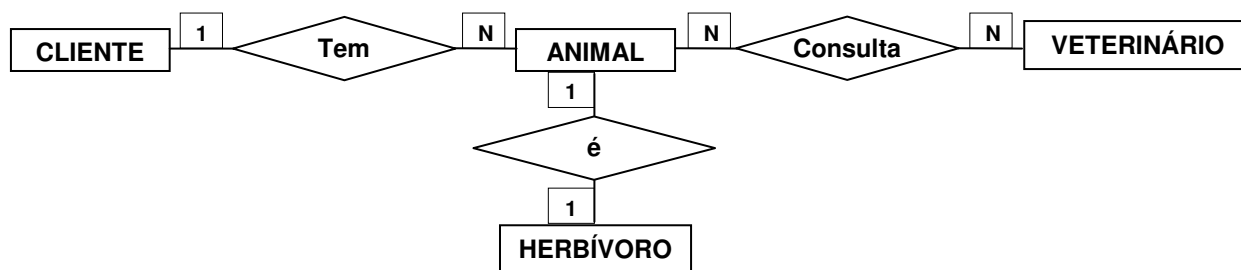 CLIENTE 1 Tem N ANIMAL N Consulta N VETERINÁRIO
1
é
1
HERBÍVORO